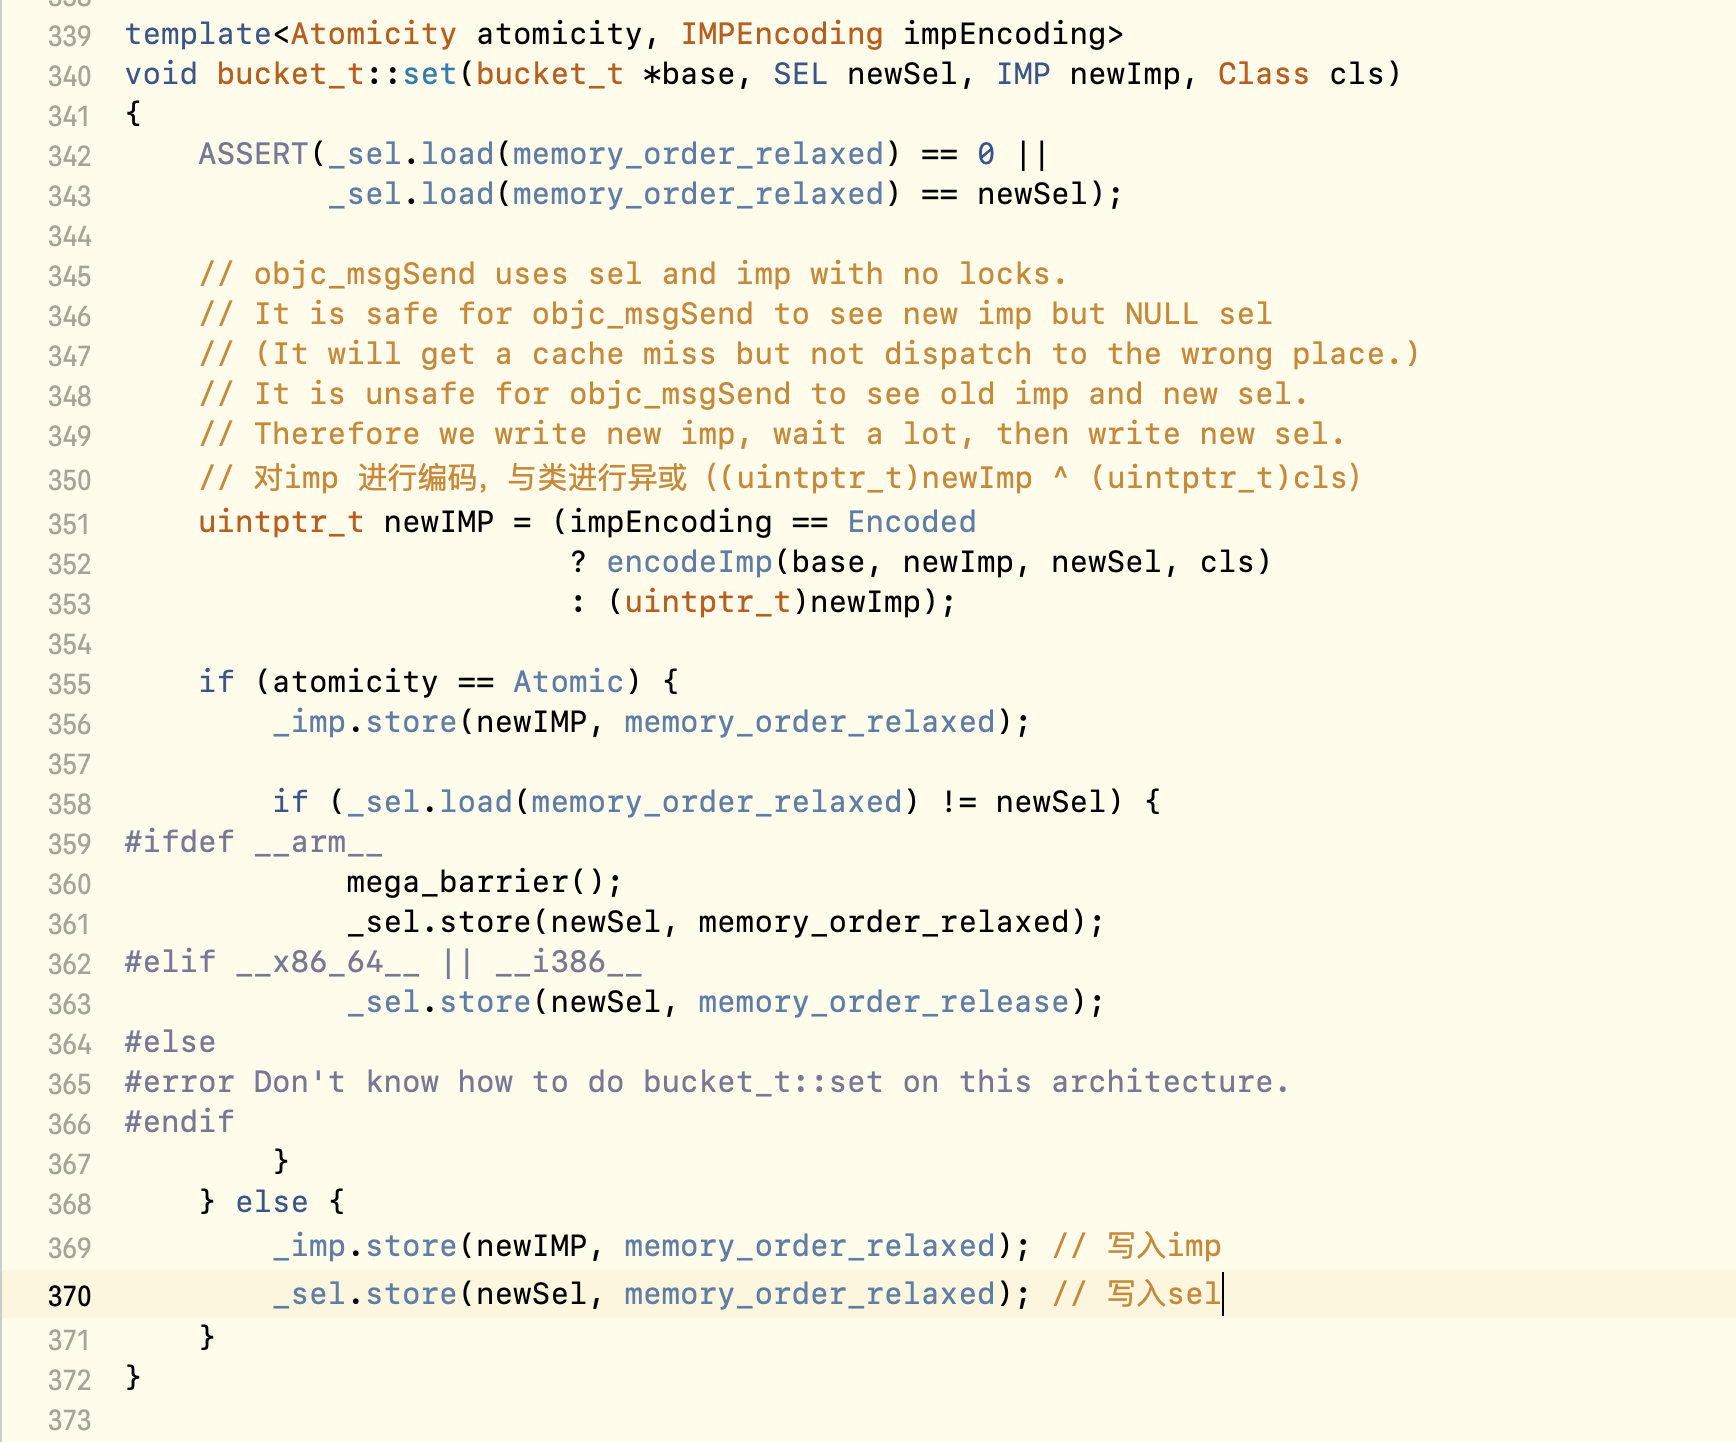 339 template<Atomicity atomicity, IMPEncoding impEncoding>
340 void bucket_t::set(bucket_t *base, SEL newSel, IMP newImp, Class cls)
341 {
342     ASSERT(_sel.load(memory_order_relaxed) == 0 ||
343            _sel.load(memory_order_relaxed) == newSel);
344
345     // objc_msgSend uses sel and imp with no locks.
346     // It is safe for objc_msgSend to see new imp but NULL sel
347     // (It will get a cache miss but not dispatch to the wrong place.)
348     // It is unsafe for objc_msgSend to see old imp and new sel.
349     // Therefore we write new imp, wait a lot, then write new sel.
350     // 对imp 进行编码，与类进行异或（(uintptr_t)newImp ^ (uintptr_t)cls）
351     uintptr_t newIMP = (impEncoding == Encoded
352                         ? encodeImp(base, newImp, newSel, cls)
353                         : (uintptr_t)newImp);
354
355     if (atomicity == Atomic) {
356         _imp.store(newIMP, memory_order_relaxed);
357
358         if (_sel.load(memory_order_relaxed) != newSel) {
359 #ifdef __arm__
360             mega_barrier();
361             _sel.store(newSel, memory_order_relaxed);
362 #elif __x86_64__ || __i386__
363             _sel.store(newSel, memory_order_release);
364 #else
365 #error Don't know how to do bucket_t::set on this architecture.
366 #endif
367         }
368     } else {
369         _imp.store(newIMP, memory_order_relaxed); // 写入imp
370         _sel.store(newSel, memory_order_relaxed); // 写入sel
371     }
372 }
373